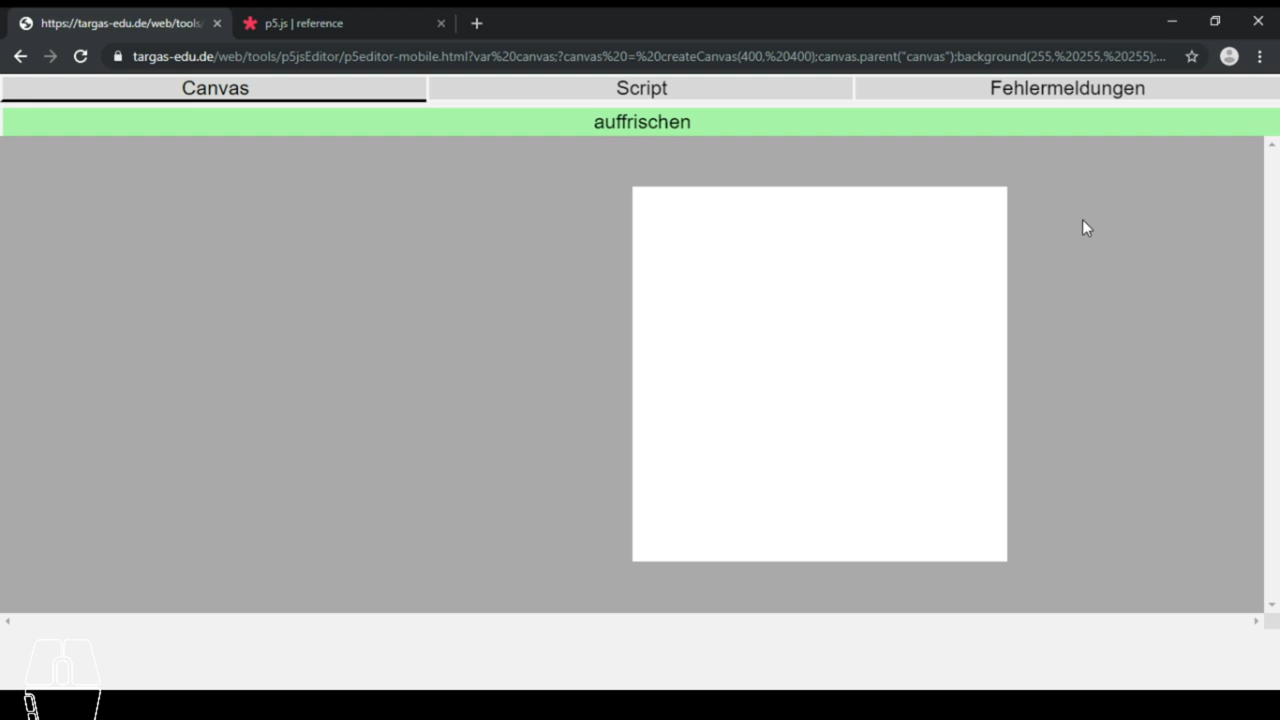 https://targas-edu.de/web/tools
p5.js | reference
targas-edu.de/web/tools/p5jsEditor/p5editor-mobile.html?var%20canvas;?canvas%20=%20createCanvas(400,%20400);canvas.parent("canvas");background(255,%20255,%20255);...
Canvas
Script
Fehlermeldungen
auffrischen